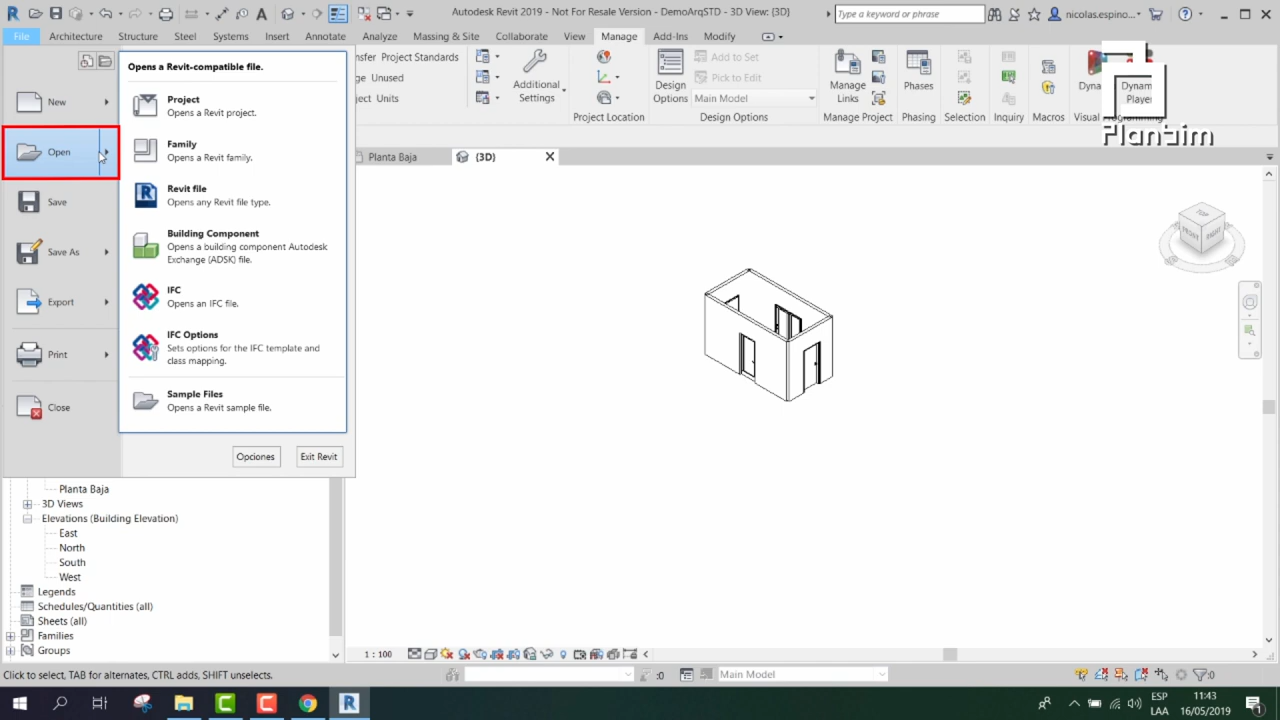 Autodesk Revit 2019 - Not For Resale Version - DemoArqSTD - 3D View: {3D}
Type a keyword or phrase
nicolas.espino...
File Architecture Structure Steel Systems Insert Annotate Analyze Massing & Site Collaborate View Manage Add-Ins Modify
Opens a Revit-compatible file.
New
Open
Save
Save As
Export
Print
Close
Project
Opens a Revit project.
Family
Opens a Revit family.
Revit file
Opens any Revit file type.
Building Component
Opens a building component Autodesk
Exchange (ADSK) file.
IFC
Opens an IFC file.
IFC Options
Sets options for the IFC template and
class mapping.
Sample Files
Opens a Revit sample file.
Opciones
Exit Revit
nsfer Project Standards
ge Unused
ject Units
Additional
Settings
Project Location
Design
Options
Add to Set
Pick to Edit
Main Model
Design Options
Manage
Links
Manage Project
Phases
Phasing
Selection
Inquiry
Macros
Dyna
Dynam
Player
Visual
PlanBim
Planta Baja
{3D}
TOP
FRONT
RIGHT
Planta Baja
3D Views
Elevations (Building Elevation)
East
North
South
West
Legends
Schedules/Quantities (all)
Sheets (all)
Families
Groups
1 : 100
Click to select, TAB for alternates, CTRL adds, SHIFT unselects.
:0
Main Model
:0
ESP
LAA
11:43
16/05/2019
1